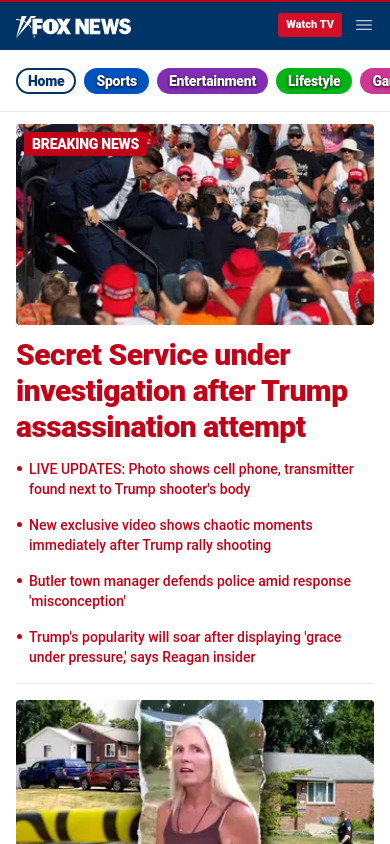 FOX NEWS
Watch TV
Home
Sports
Entertainment
Lifestyle
BREAKING NEWS
TRUMP
Secret Service under
investigation after Trump
assassination attempt
LIVE UPDATES: Photo shows cell phone, transmitter
found next to Trump shooter's body
New exclusive video shows chaotic moments
immediately after Trump rally shooting
Butler town manager defends police amid response
'misconception'
Trump's popularity will soar after displaying 'grace
under pressure,' says Reagan insider